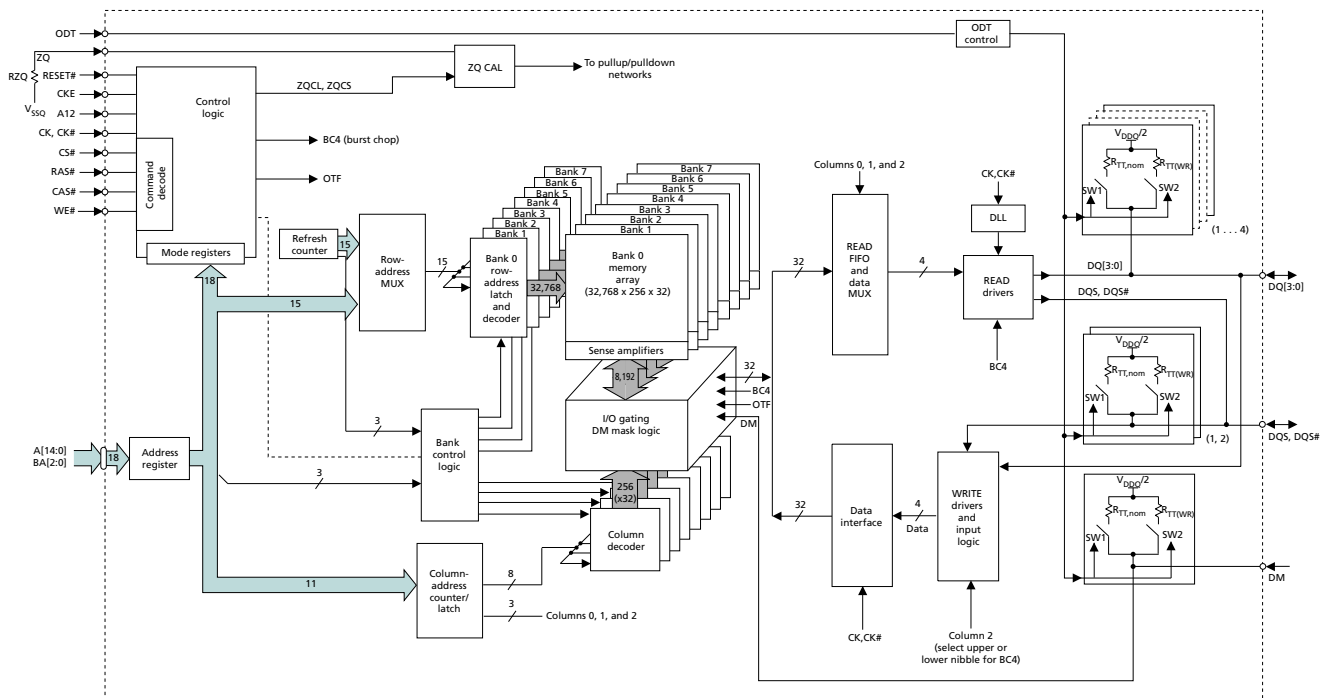 ODT
ODT
control
ZQ
RZQ
RESET#
ZQ CAL
To pullup/pulldown
networks
CKE
Control
logic
ZQCL, ZQCS
VSSQ
A12
CK, CK#
BC4 (burst chop)
CS#
Command
decode
RAS#
OTF
CAS#
WE#
Mode registers
Refresh
counter
15
Row-
address
MUX
15
18
15
Bank 7
Bank 6
Bank 5
Bank 4
Bank 3
Bank 2
Bank 1
Bank 0
row-
address
latch
and
decoder
32,768
Bank 7
Bank 6
Bank 5
Bank 4
Bank 3
Bank 2
Bank 1
Bank 0
memory
array
(32,768 x 256 x 32)
Sense amplifiers
8,192
I/O gating
DM mask logic
32
BC4
OTF
DM
256
(x32)
Column
decoder
A[14:0]
BA[2:0]
18
Address
register
3
3
Bank
control
logic
11
Column-
address
counter/
latch
8
3
Columns 0, 1, and 2
Columns 0, 1, and 2
32
READ
FIFO
and
data
MUX
4
CK,CK#
DLL
READ
drivers
BC4
DQ[3:0]
DQS, DQS#
32
Data
interface
CK,CK#
4
Data
WRITE
drivers
and
input
logic
Column 2
(select upper or
lower nibble for BC4)
VDDQ/2
RTT,nom
RTT(WR)
SW1
SW2
(1 . . . 4)
DQ[3:0]
VDDQ/2
RTT,nom
RTT(WR)
SW1
SW2
(1, 2)
DQS, DQS#
VDDQ/2
RTT,nom
RTT(WR)
SW1
SW2
DM